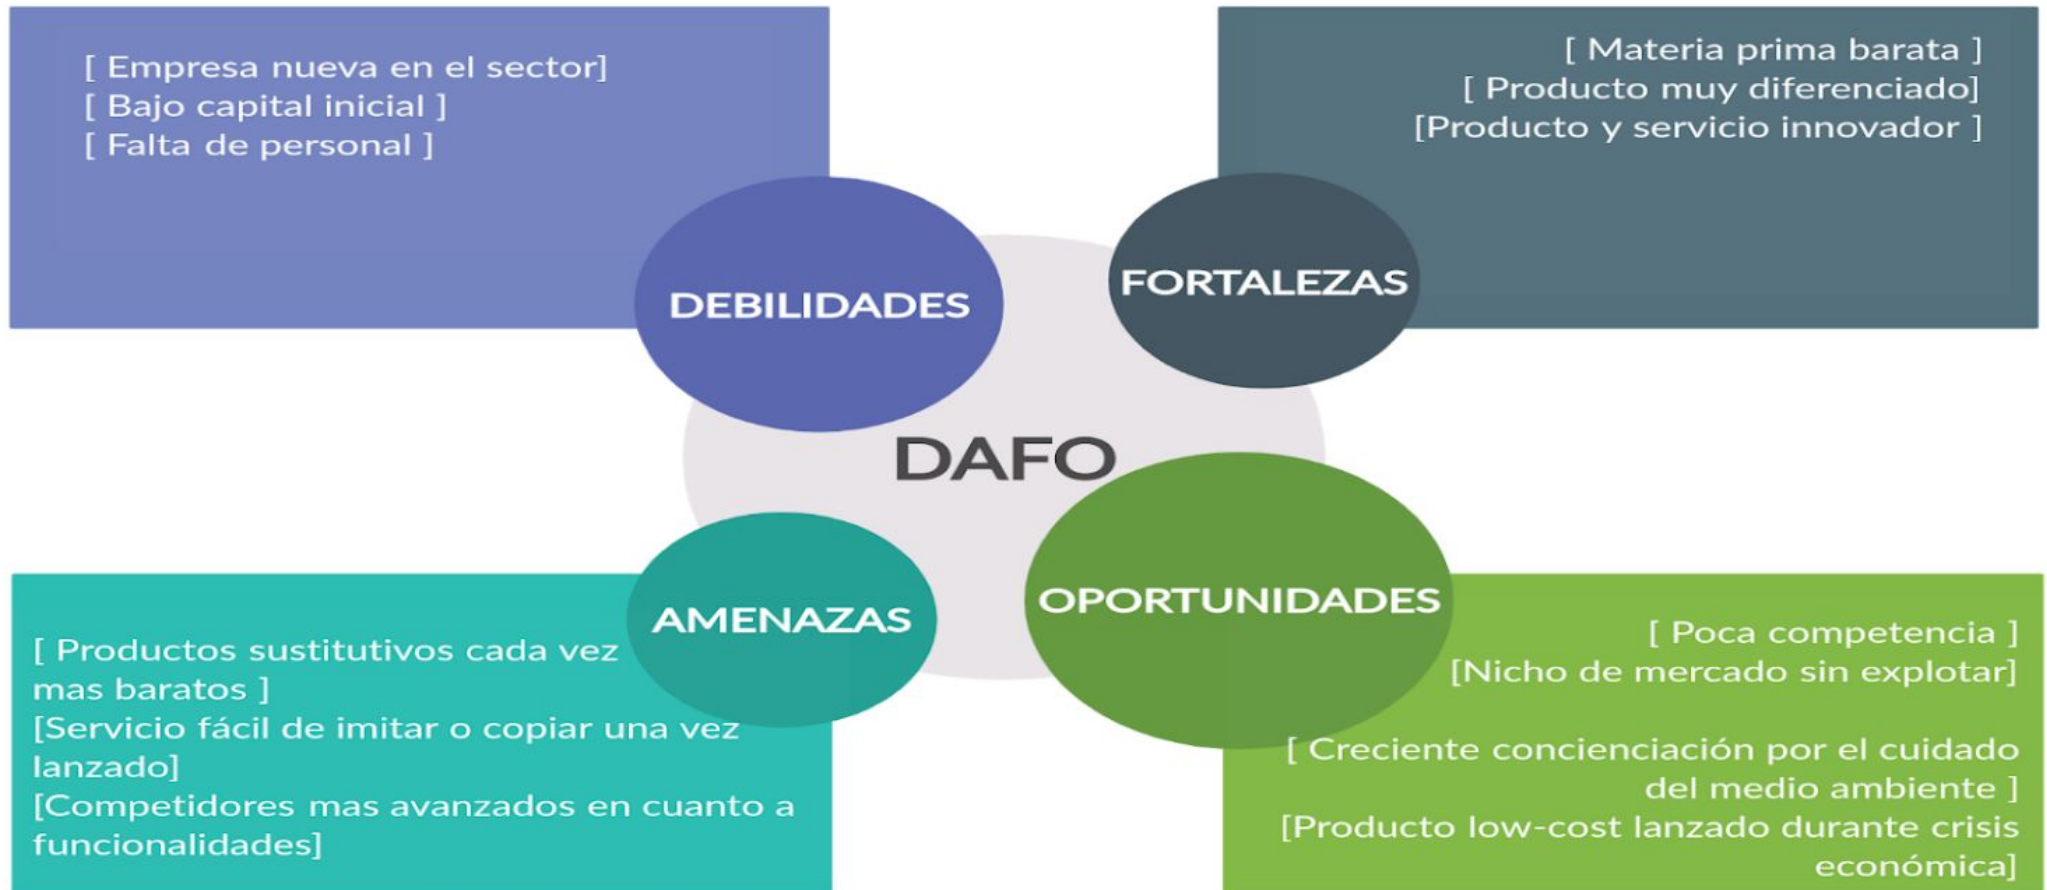 [ Empresa nueva en el sector]
[ Bajo capital inicial ]
[ Falta de personal ]
DEBILIDADES
[ Materia prima barata ]
[ Producto muy diferenciado]
[Producto y servicio innovador ]
FORTALEZAS
DAFO
AMENAZAS
[ Productos sustitutivos cada vez
mas baratos ]
[Servicio fácil de imitar o copiar una vez
lanzado]
[Competidores mas avanzados en cuanto a
funcionalidades]
OPORTUNIDADES
[ Poca competencia ]
[Nicho de mercado sin explotar]
[ Creciente concienciación por el cuidado
del medio ambiente ]
[Producto low-cost lanzado durante crisis
económica]